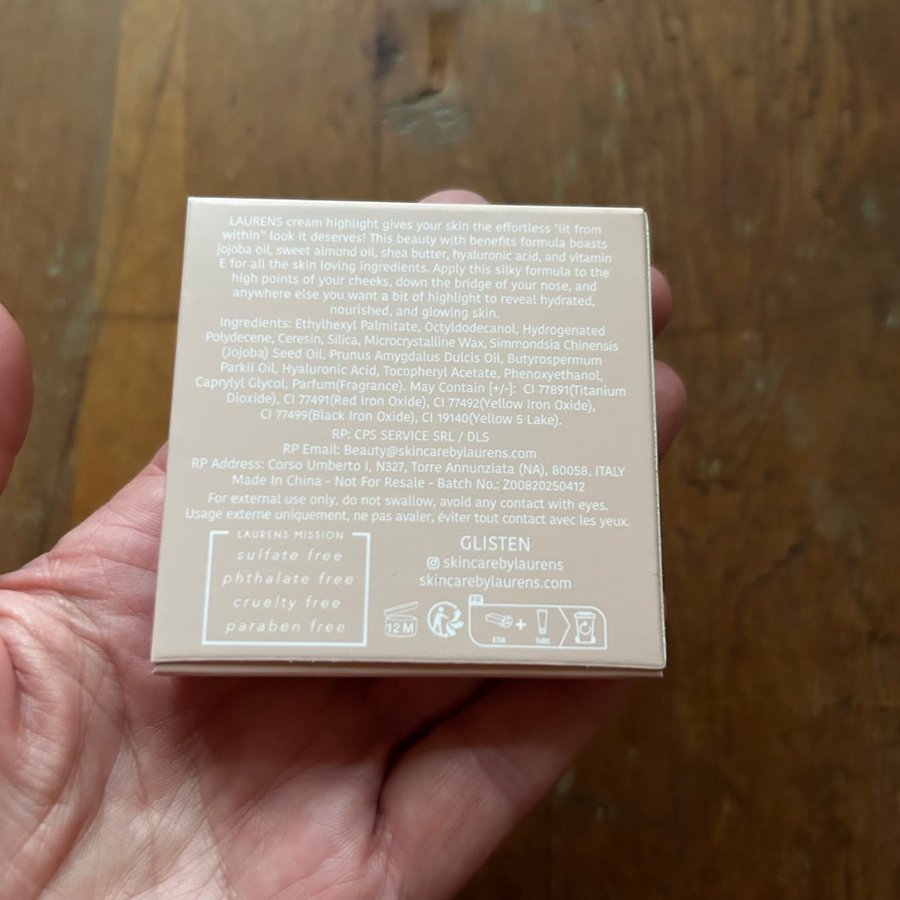 LAURENS cream highlight gives your skin the effortless "lit from
within" look it deserves! This beauty with benefits formula boasts
jojoba oil, sweet almond oil, shea butter, hyaluronic acid, and vitamin
E for all the skin loving ingredients. Apply this silky formula to the
high points of your cheeks, down the bridge of your nose, and
anywhere else you want a bit of highlight to reveal hydrated,
nourished, and glowing skin.
Ingredients: Ethylhexyl Palmitate, Octyldodecanol, Hydrogenated
Polydecene, Ceresin, Silica, Microcrystalline Wax, Simmondsia Chinensis
(Jojoba) Seed Oil, Prunus Amygdalus Dulcis Oil, Butyrospermum
Parkii Oil, Hyaluronic Acid, Tocopheryl Acetate, Phenoxyethanol,
Caprylyl Glycol, Parfum(Fragrance). May Contain [+/-]: CI 77891(Titanium
Dioxide), CI 77491(Red Iron Oxide), CI 77492(Yellow Iron Oxide),
CI 77499(Black Iron Oxide), CI 19140(Yellow 5 Lake).
RP: CPS SERVICE SRL / DLS
RP Email: Beauty@skincarebylaurens.com
RP Address: Corso Umberto I, N327, Torre Annunziata (NA), 80058, ITALY
Made In China - Not For Resale - Batch No.: Z00820250412
For external use only, do not swallow, avoid any contact with eyes.
Usage externe uniquement, ne pas avaler, éviter tout contact avec les yeux.
LAURENS MISSION
sulfate free
phthalate free
cruelty free
paraben free
GLISTEN
skincarebylaurens
skincarebylaurens.com
12M
FR
ETUI
+
TUBE